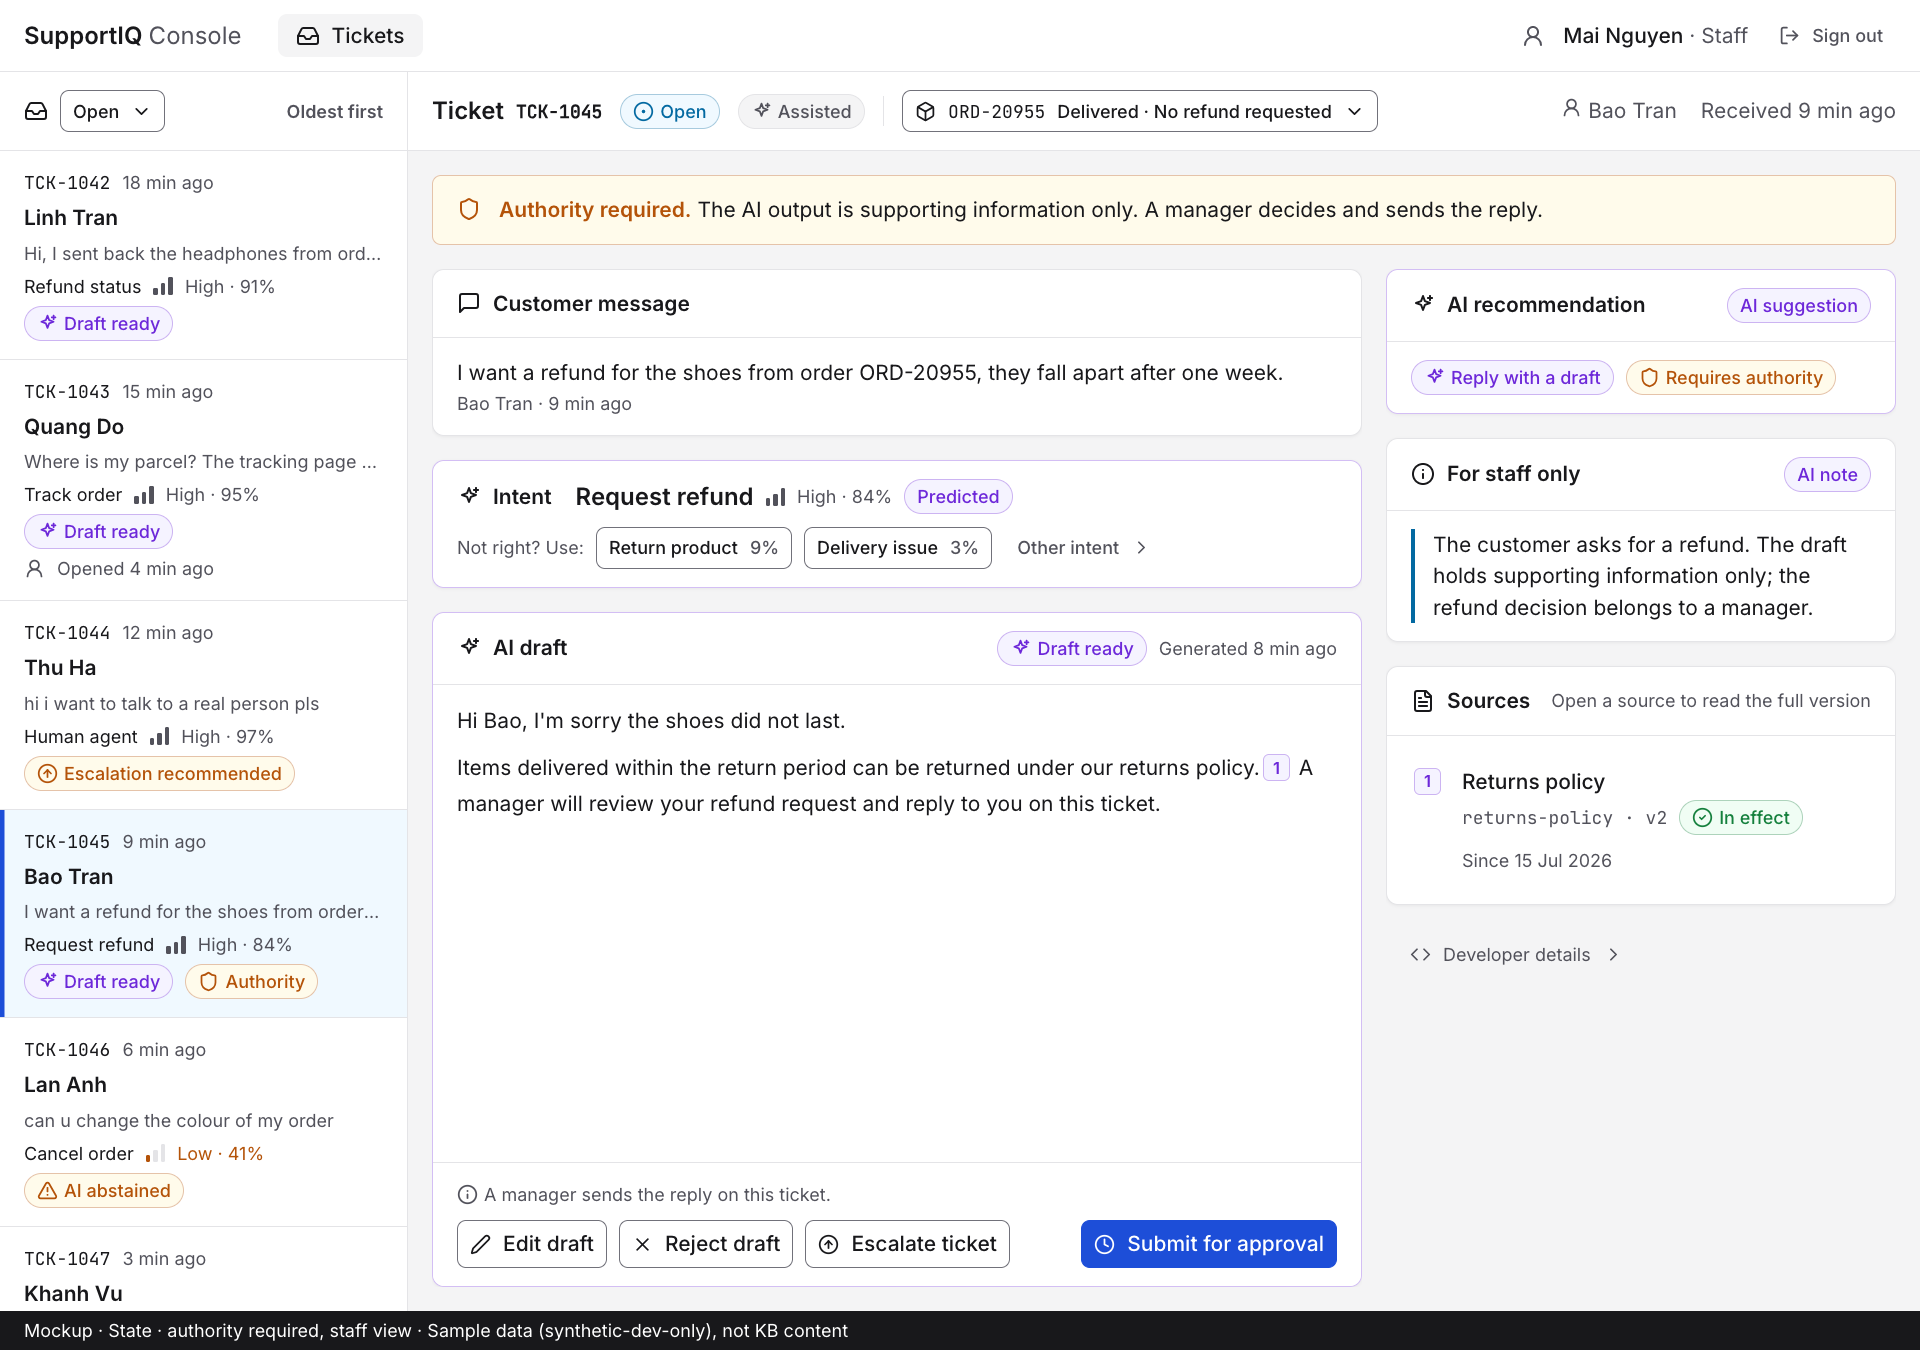 SupportIQ Console
Tickets
Mai Nguyen · Staff
Sign out
Open
Oldest first
TCK-1042 18 min ago
Linh Tran
Hi, I sent back the headphones from ord...
Refund status High · 91%
Draft ready
TCK-1043 15 min ago
Quang Do
Where is my parcel? The tracking page ...
Track order High · 95%
Draft ready
Opened 4 min ago
TCK-1044 12 min ago
Thu Ha
hi i want to talk to a real person pls
Human agent High · 97%
Escalation recommended
TCK-1045 9 min ago
Bao Tran
I want a refund for the shoes from order...
Request refund High · 84%
Draft ready Authority
TCK-1046 6 min ago
Lan Anh
can u change the colour of my order
Cancel order Low · 41%
AI abstained
TCK-1047 3 min ago
Khanh Vu
Ticket TCK-1045 Open Assisted ORD-20955 Delivered · No refund requested Bao Tran Received 9 min ago
Authority required. The AI output is supporting information only. A manager decides and sends the reply.
Customer message
I want a refund for the shoes from order ORD-20955, they fall apart after one week.
Bao Tran · 9 min ago
Intent Request refund High · 84% Predicted
Not right? Use: Return product 9% Delivery issue 3% Other intent
AI draft Draft ready Generated 8 min ago
Hi Bao, I'm sorry the shoes did not last.
Items delivered within the return period can be returned under our returns policy. 1 A
manager will review your refund request and reply to you on this ticket.
A manager sends the reply on this ticket.
Edit draft Reject draft Escalate ticket Submit for approval
AI recommendation AI suggestion
Reply with a draft Requires authority
For staff only AI note
The customer asks for a refund. The draft
holds supporting information only; the
refund decision belongs to a manager.
Sources Open a source to read the full version
1 Returns policy
returns-policy · v2 In effect
Since 15 Jul 2026
Developer details
Mockup · State · authority required, staff view · Sample data (synthetic-dev-only), not KB content